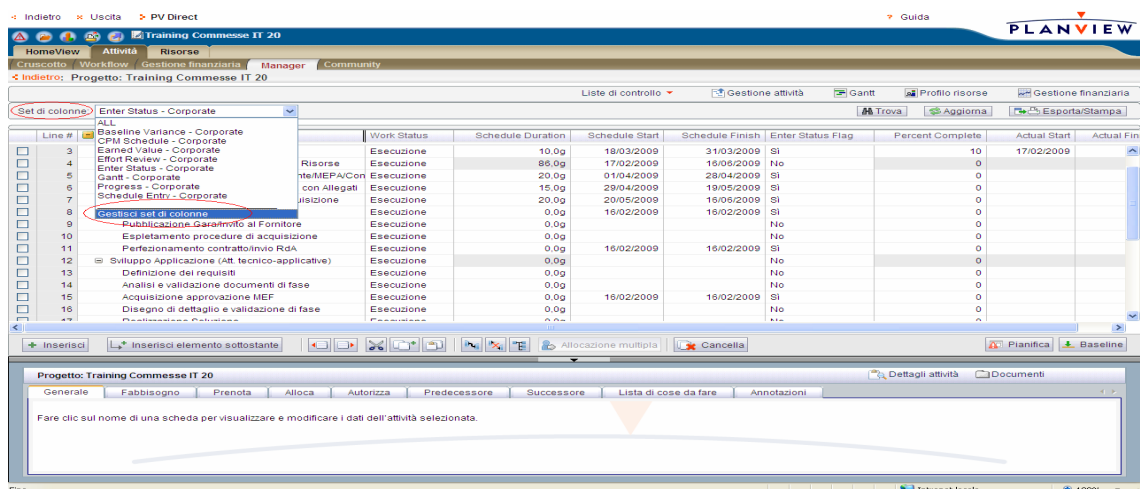 Indietro Uscita PV Direct Guida
PLANVIEW
Training Commesse IT 20
HomeView Attività Risorse
Cruscotto Workflow Gestione finanziaria Manager Community
Indietro: Progetto: Training Commesse IT 20
Liste di controllo Gestione attività Gantt Profilo risorse Gestione finanziaria
Set di colonne: Enter Status - Corporate Trova Aggiorna Esporta/Stampa
ALL
Baseline Variance - Corporate
CPM Schedule - Corporate
Earned Value - Corporate
Effort Review - Corporate
Enter Status - Corporate
Gantt - Corporate
Progress - Corporate
Schedule Entry - Corporate
Gestisci set di colonne
Line # Work Status Schedule Duration Schedule Start Schedule Finish Enter Status Flag Percent Complete Actual Start Actual Fin
3 Esecuzione 10,0g 18/03/2009 31/03/2009 Sì 10 17/02/2009
4 Risorse Esecuzione 86,0g 17/02/2009 16/06/2009 No 0
5 nte/MEPA/Con Esecuzione 20,0g 01/04/2009 28/04/2009 Sì 0
6 con Allegati Esecuzione 15,0g 29/04/2009 19/05/2009 Sì 0
7 uisizione Esecuzione 20,0g 20/05/2009 16/06/2009 Sì 0
8 Esecuzione 0,0g 16/02/2009 16/02/2009 Sì 0
9 Pubblicazione Gara/Invito al Fornitore Esecuzione 0,0g No 0
10 Espletamento procedure di acquisizione Esecuzione 0,0g No 0
11 Perfezionamento contratto/invio RdA Esecuzione 0,0g 16/02/2009 16/02/2009 Sì 0
12 Sviluppo Applicazione (Att. tecnico-applicative) Esecuzione 0,0g No 0
13 Definizione dei requisiti Esecuzione 0,0g No 0
14 Analisi e validazione documenti di fase Esecuzione 0,0g No 0
15 Acquisizione approvazione MEF Esecuzione 0,0g 16/02/2009 16/02/2009 Sì 0
16 Disegno di dettaglio e validazione di fase Esecuzione 0,0g No 0
Inserisci Inserisci elemento sottostante Allocazione multipla Cancella Pianifica Baseline
Progetto: Training Commesse IT 20 Dettagli attività Documenti
Generale Fabbisogno Prenota Alloca Autorizza Predecessore Successore Lista di cose da fare Annotazioni
Fare clic sul nome di una scheda per visualizzare e modificare i dati dell'attività selezionata.